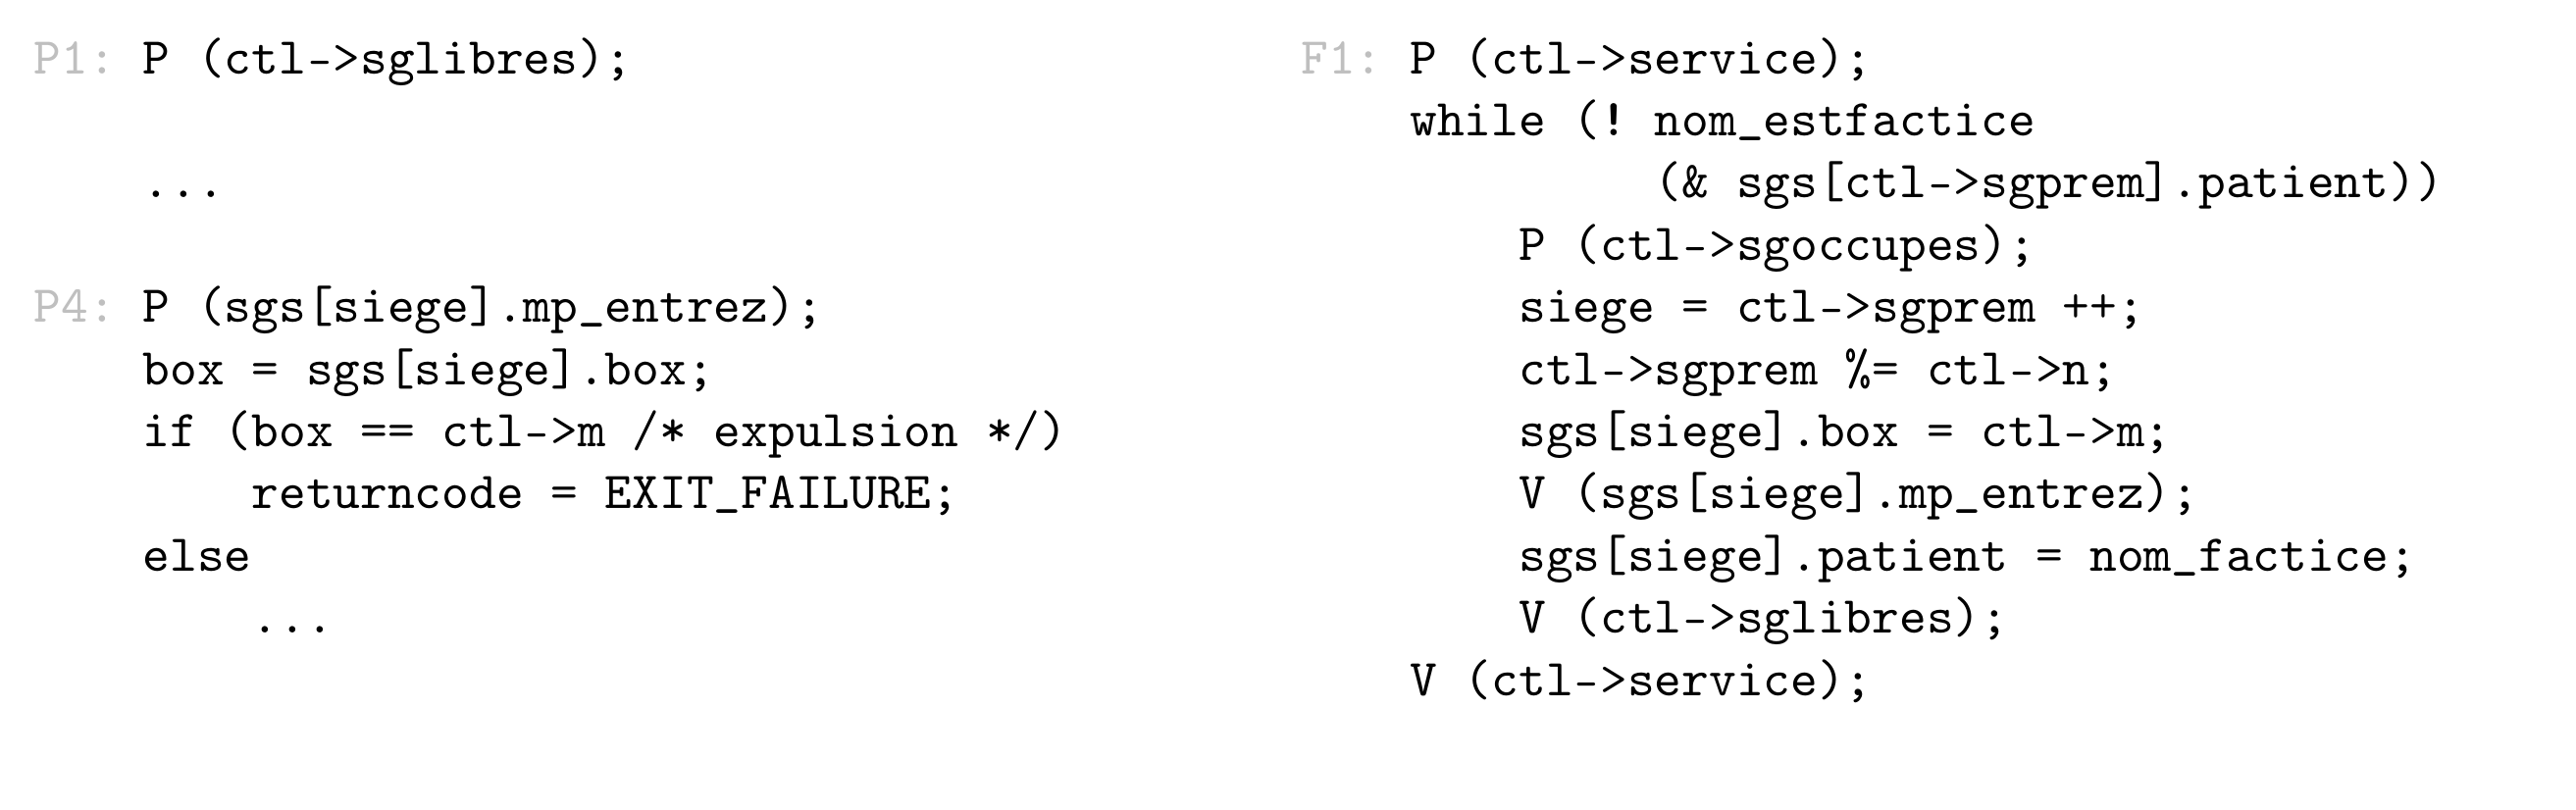 P1: P (ctl->sglibres);
...
P4: P (sgs[siege].mp_entrez);
box = sgs[siege].box;
if (box == ctl->m /* expulsion */)
returncode = EXIT_FAILURE;
else
...
F1: P (ctl->service);
while (! nom_estfactice
(& sgs[ctl->sgprem].patient))
P (ctl->sgoccupes);
siege = ctl->sgprem ++;
ctl->sgprem %= ctl->n;
sgs[siege].box = ctl->m;
V (sgs[siege].mp_entrez);
sgs[siege].patient = nom_factice;
V (ctl->sglibres);
V (ctl->service);